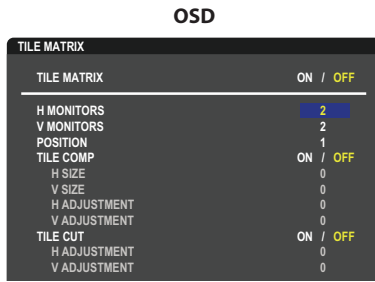 OSD
TILE MATRIX
TILE MATRIX ON / OFF
H MONITORS 2
V MONITORS 2
POSITION 1
TILE COMP ON / OFF
H SIZE 0
V SIZE 0
H ADJUSTMENT 0
V ADJUSTMENT 0
TILE CUT ON / OFF
H ADJUSTMENT 0
V ADJUSTMENT 0